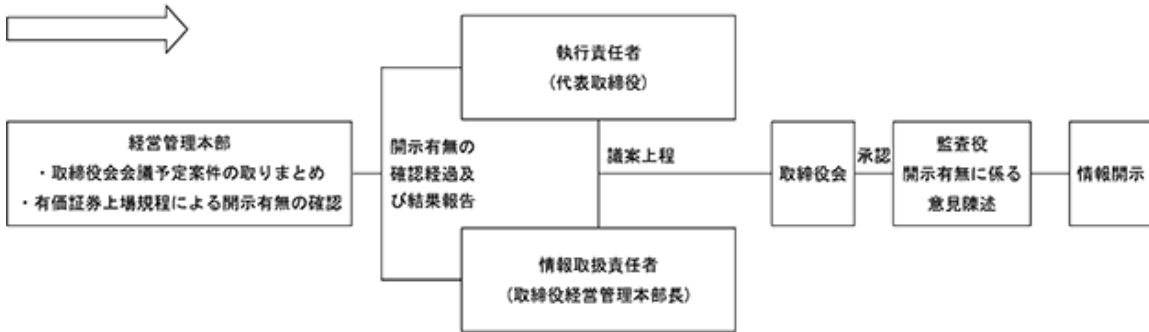 経営管理本部
・取締役会会議予定案件の取りまとめ
・有価証券上場規程による開示有無の確認
開示有無の
確認経過及
び結果報告
執行責任者
(代表取締役)
情報取扱責任者
(取締役経営管理本部長)
議案上程
取締役会
承認
監査役
開示有無に係る
意見陳述
情報開示